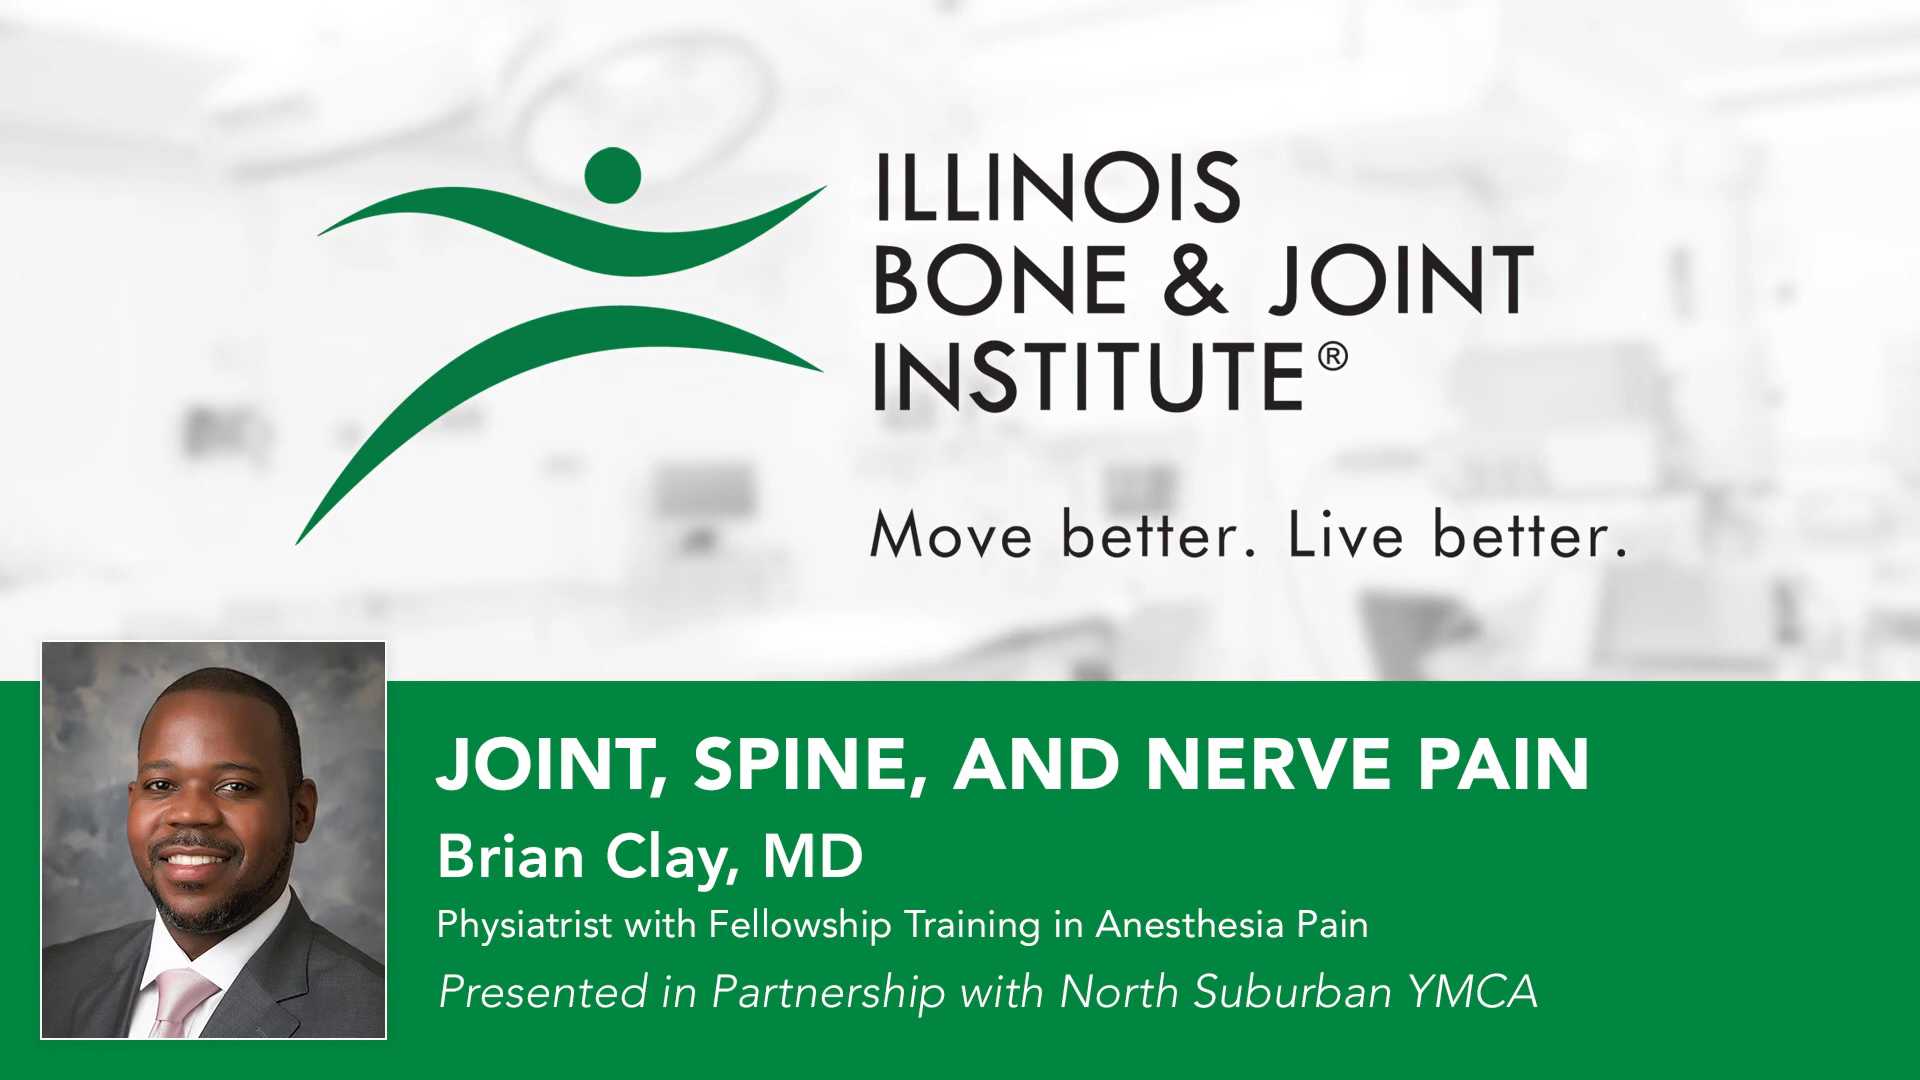 ILLINOIS
BONE & JOINT
INSTITUTE®
Move better. Live better.
JOINT, SPINE, AND NERVE PAIN
Brian Clay, MD
Physiatrist with Fellowship Training in Anesthesia Pain
Presented in Partnership with North Suburban YMCA